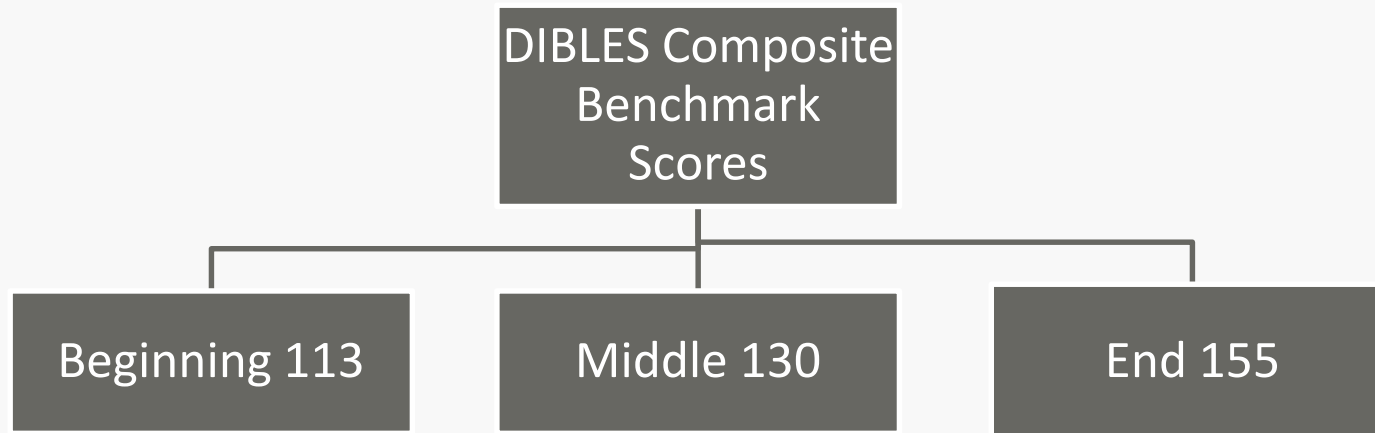 DIBLES Composite
Benchmark
Scores
Beginning 113
Middle 130
End 155